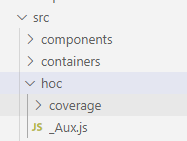 src
components
containers
hoc
coverage
JS _Aux.js